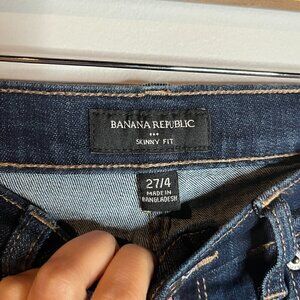 BANANA REPUBLIC
SKINNY FIT
27/4
MADE IN
BANGLADESH